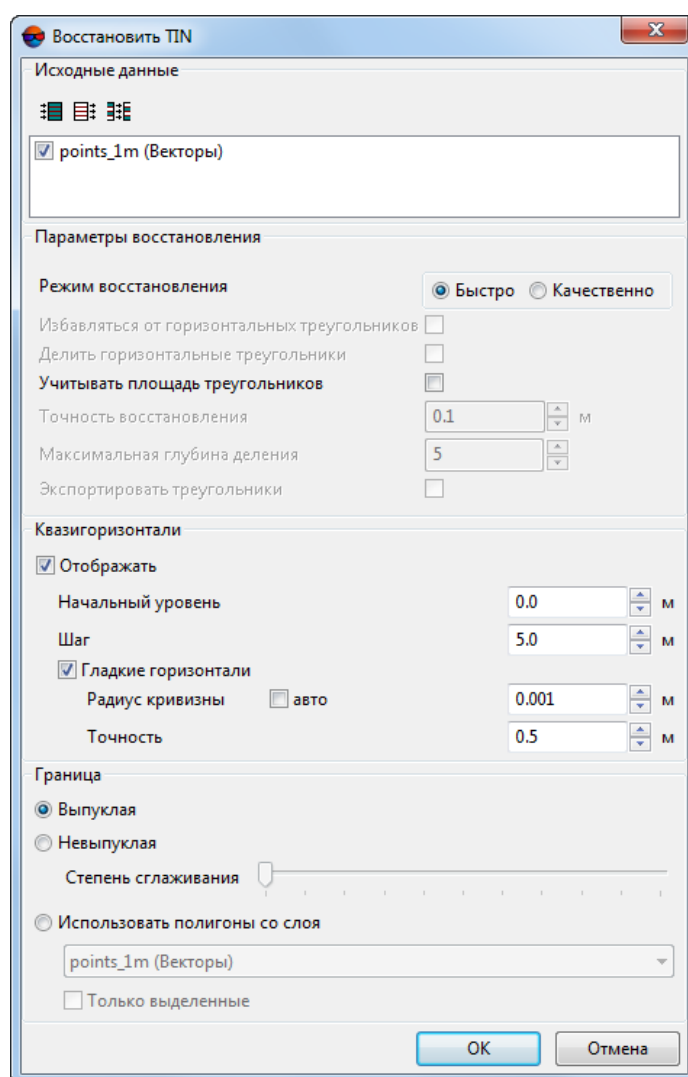 Восстановить TIN
Исходные данные
points_1m (Векторы)
Параметры восстановления
Режим восстановления Быстро Качественно
Избавляться от горизонтальных треугольников
Делить горизонтальные треугольники
Учитывать площадь треугольников
Точность восстановления 0.1 м
Максимальная глубина деления 5
Экспортировать треугольники
Квазигоризонтали
Отображать
Начальный уровень 0.0 м
Шаг 5.0 м
Гладкие горизонтали
Радиус кривизны авто 0.001 м
Точность 0.5 м
Граница
Выпуклая
Невыпуклая
Степень сглаживания
Использовать полигоны со слоя
points_1m (Векторы)
Только выделенные
OK Отмена